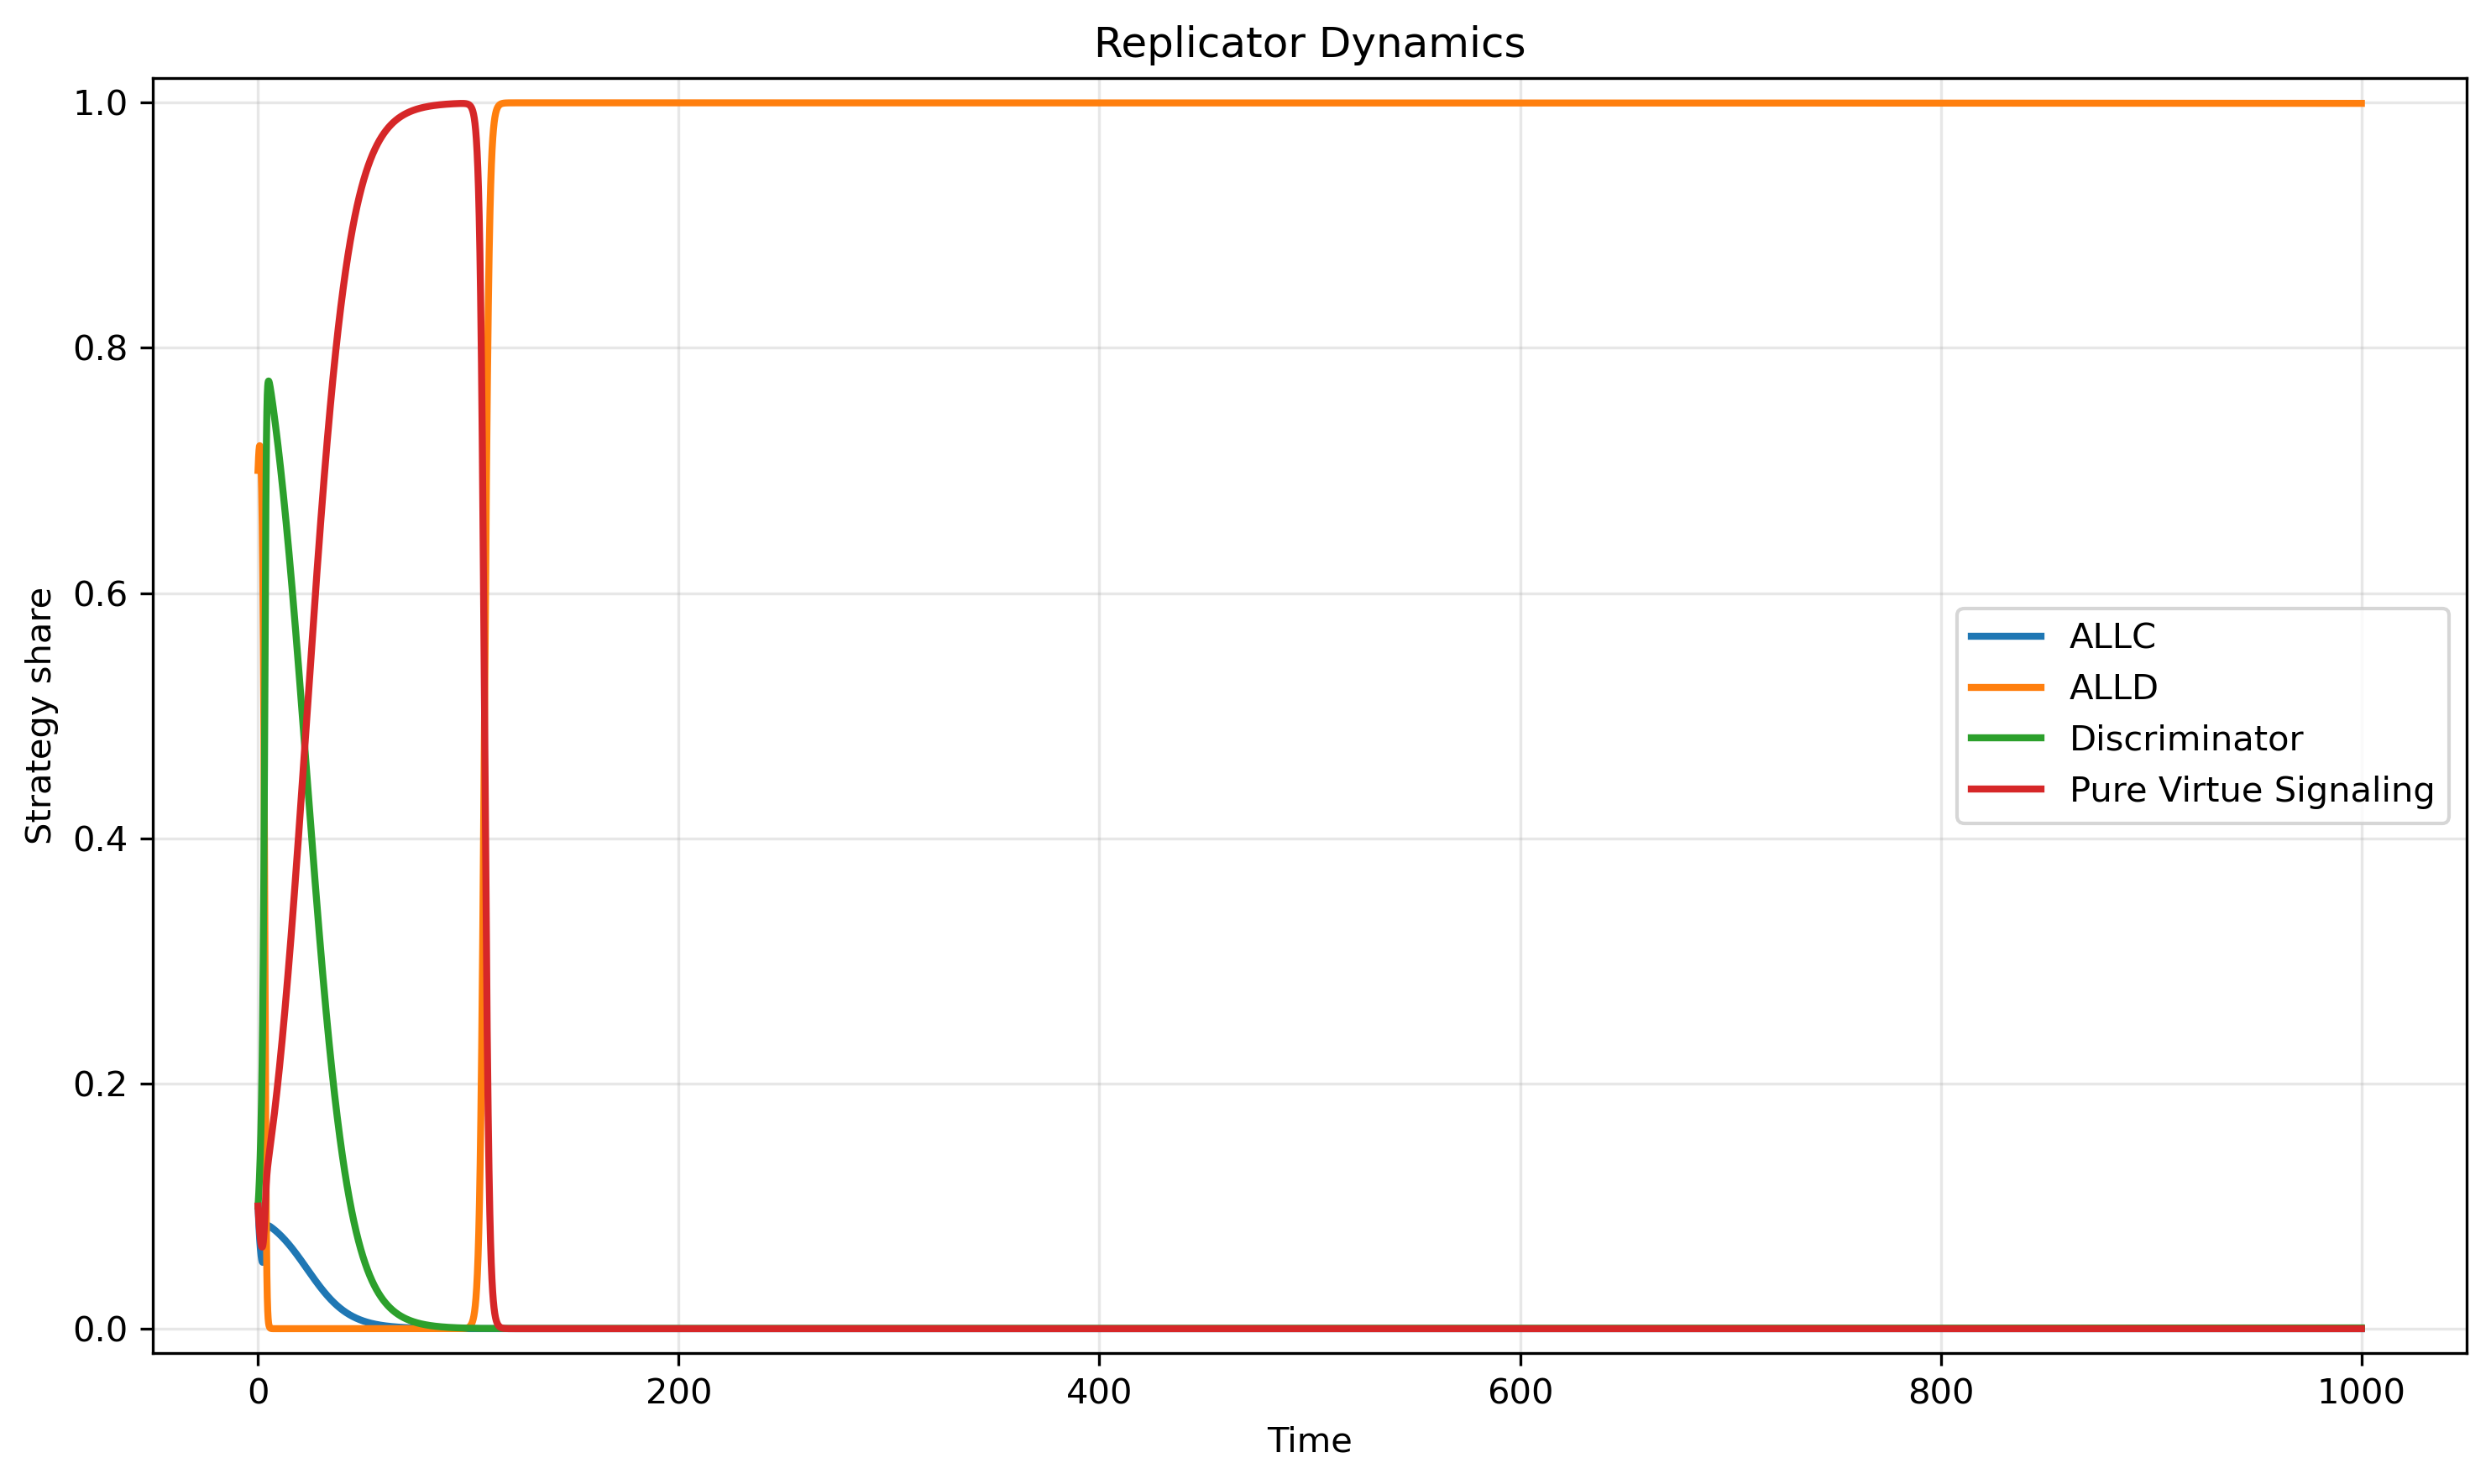 Replicator Dynamics
Strategy share
1.0
0.8
0.6
0.4
0.2
0.0
ALLC
ALLD
Discriminator
Pure Virtue Signaling
0 200 400 600 800 1000
Time